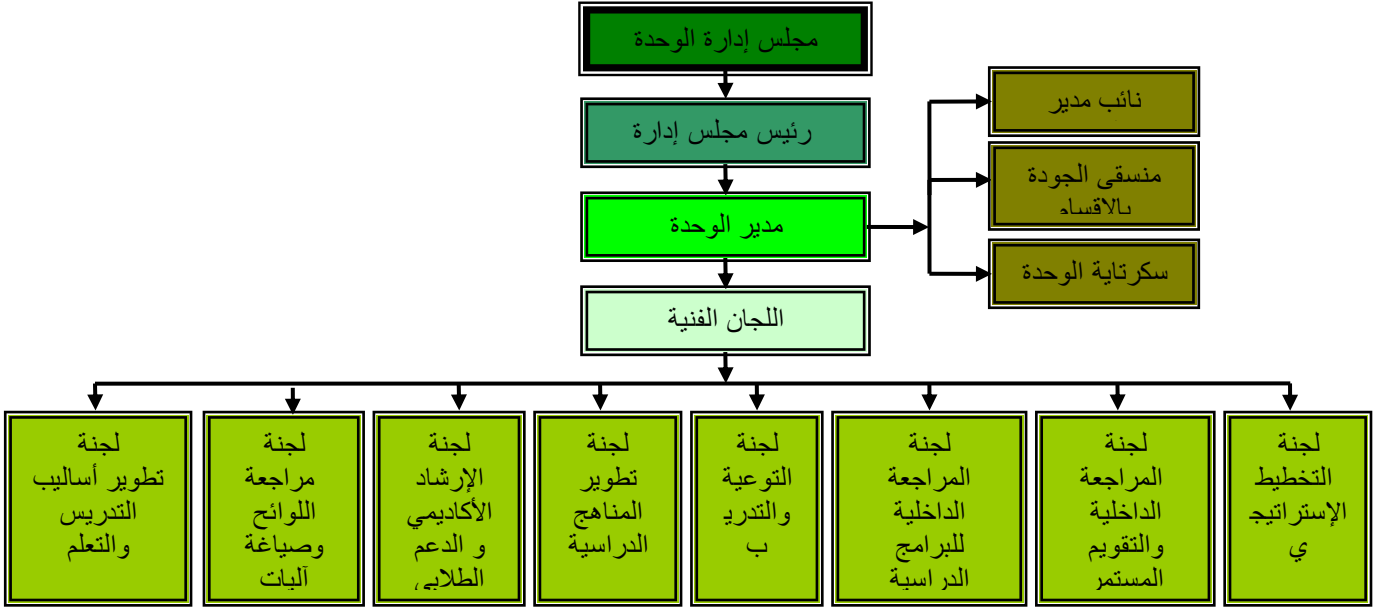 مجلس إدارة الوحدة
رئيس مجلس إدارة
مدير الوحدة
اللجان الفنية
نائب مدير
منسقى الجودة
بالاقسام
سكرتاية الوحدة
لجنة
التخطيط
الإستراتيج
ي
لجنة
المراجعة
الداخلية
والتقويم
المستمر
لجنة
المراجعة
الداخلية
للبرامج
الدراسية
لجنة
التوعية
والتدري
ب
لجنة
تطوير
المناهج
الدراسية
لجنة
الإرشاد
الأكاديمي
و الدعم
الطلابي
لجنة
مراجعة
اللوائح
وصياغة
آليات
لجنة
تطوير أساليب
التدريس
والتعلم